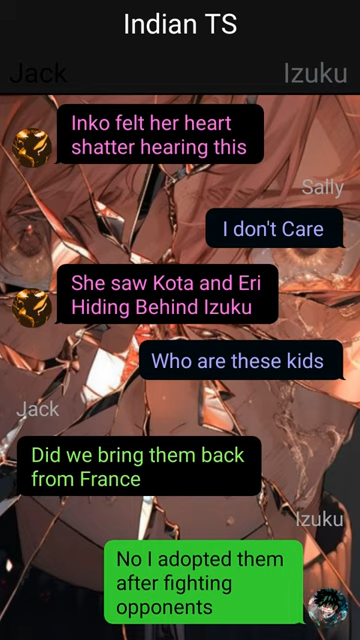 Indian TS
Jack
Izuku
Inko felt her heart
shatter hearing this
Sally
I don't Care
She saw Kota and Eri
Hiding Behind Izuku
Who are these kids
Jack
Did we bring them back
from France
Izuku
No I adopted them
after fighting
opponents